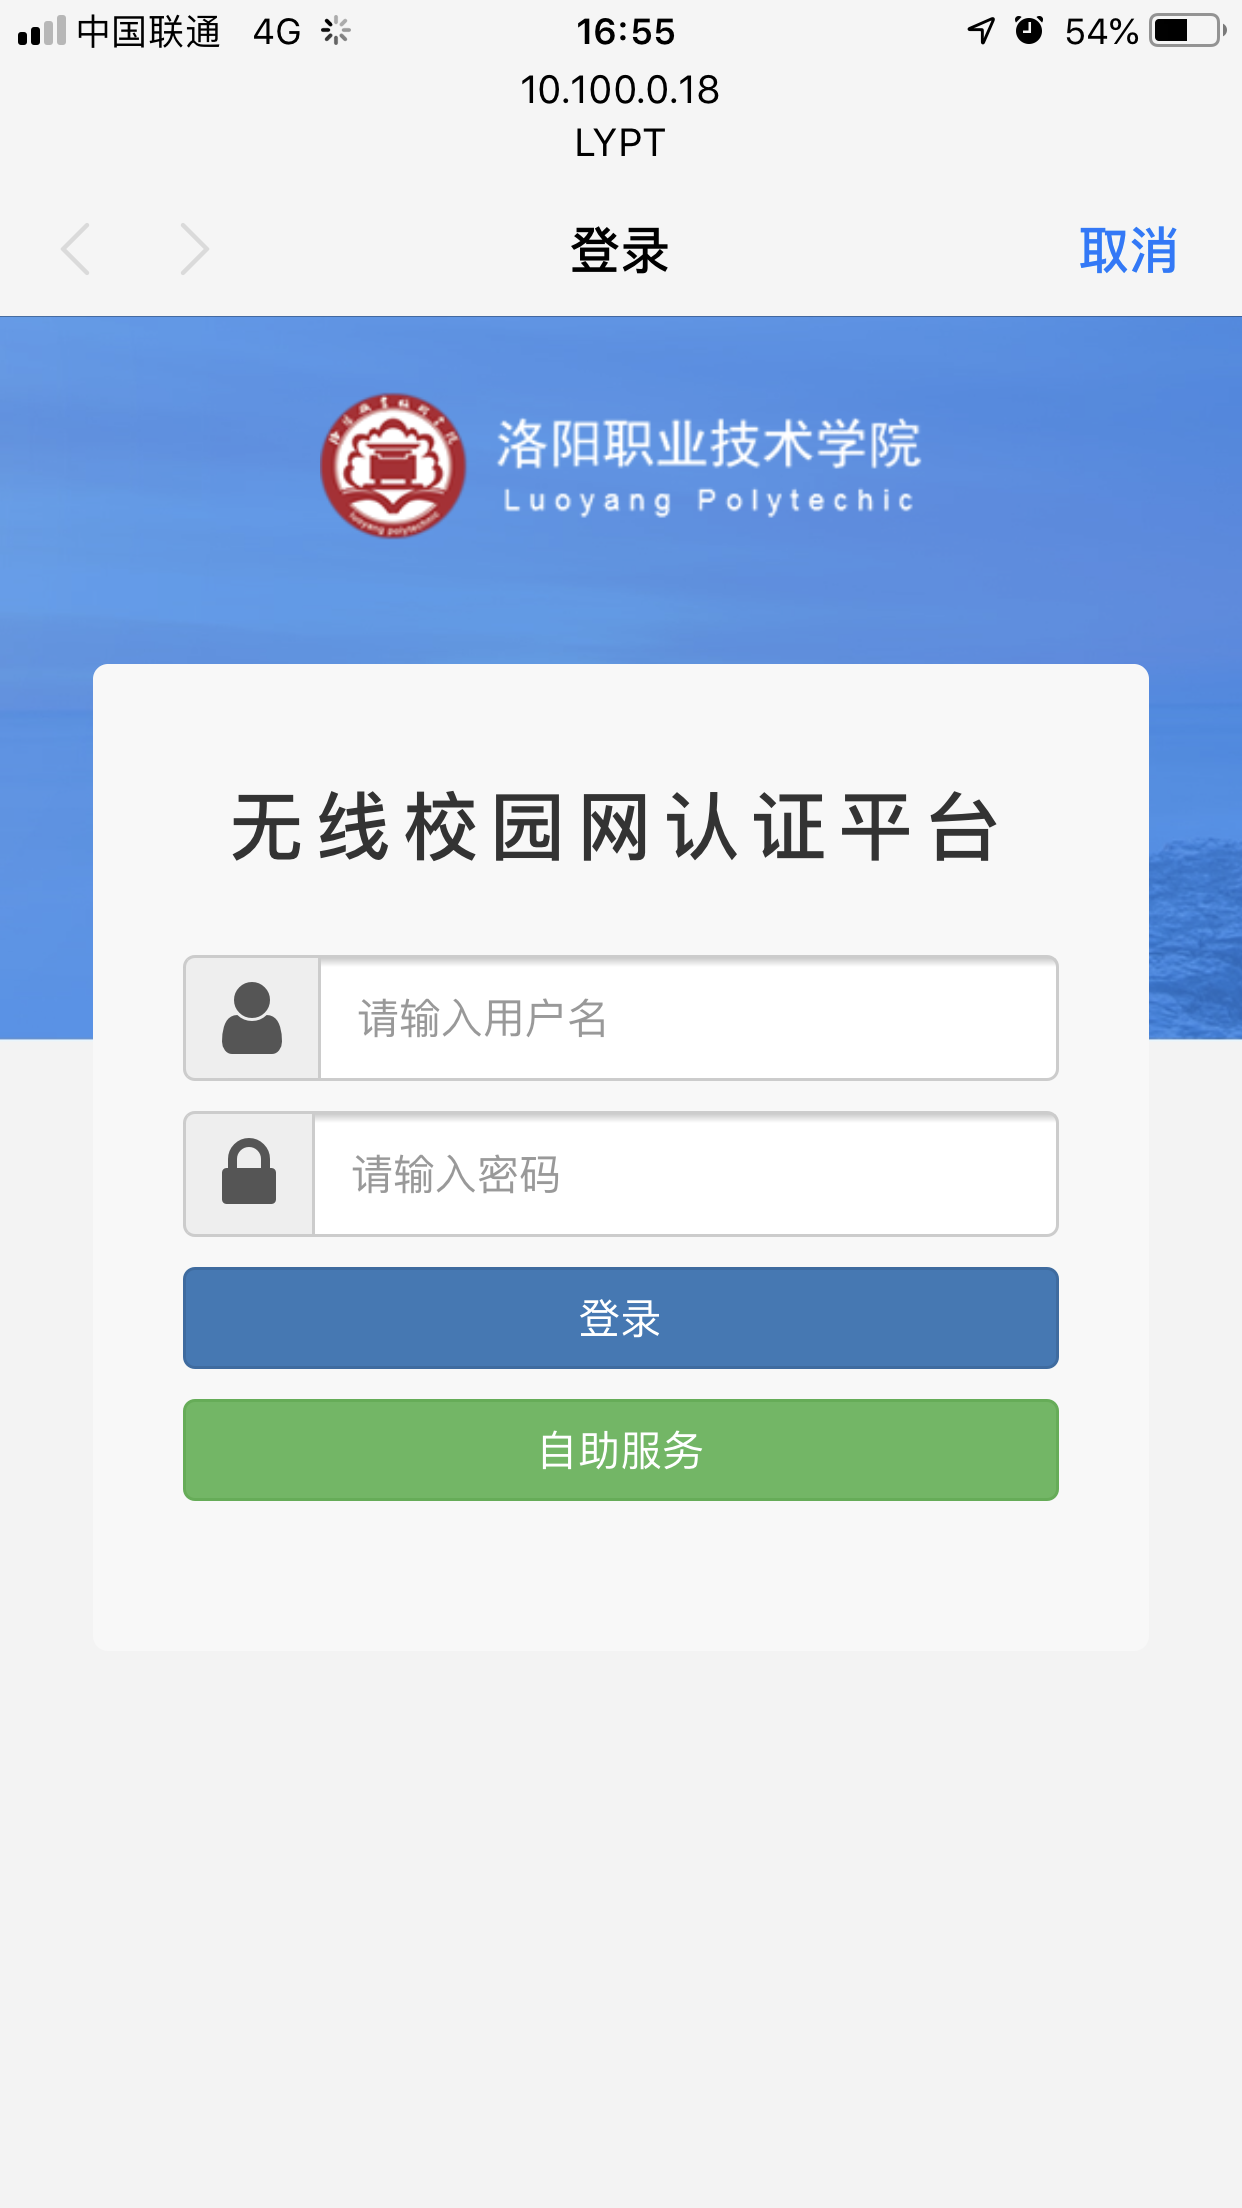 中国联通 4G 16:55 54%
10.100.0.18
LYPT
登录 取消
洛阳职业技术学院
Luoyang Polytechic
无线校园网认证平台
请输入用户名
请输入密码
登录
自助服务